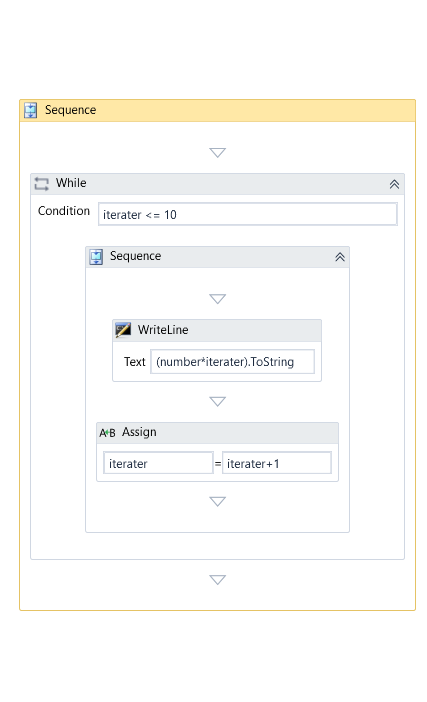 Sequence
While
Condition iterater <= 10
Sequence
WriteLine
Text (number*iterater).ToString
A+B Assign
iterater = iterater+1